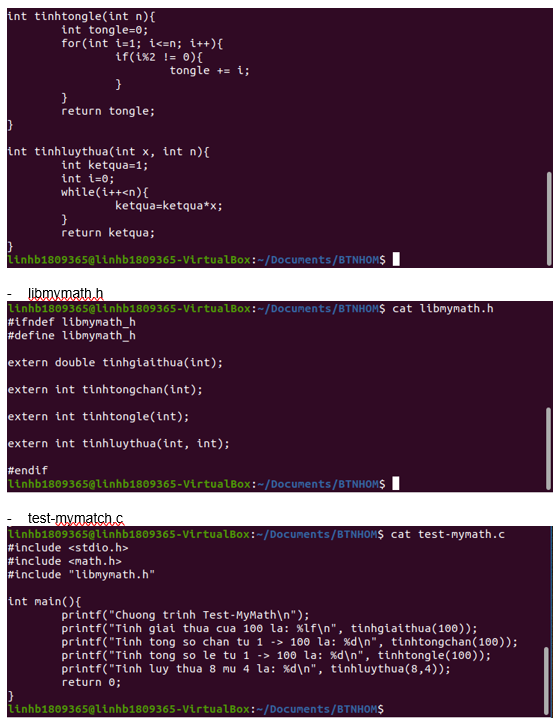 int tinhtongle(int n){
        int tongle=0;
        for(int i=1; i<=n; i++){
                if(i%2 != 0){
                        tongle += i;
                }
        }
        return tongle;
}
int tinhluythua(int x, int n){
        int ketqua=1;
        int i=0;
        while(i++<n){
                ketqua=ketqua*x;
        }
        return ketqua;
}
linhb1809365@linhb1809365-VirtualBox:~/Documents/BTNHOM$
- libmymath.h
linhb1809365@linhb1809365-VirtualBox:~/Documents/BTNHOM$ cat libmymath.h
#ifndef libmymath_h
#define libmymath_h
extern double tinhgiaithua(int);
extern int tinhtongchan(int);
extern int tinhtongle(int);
extern int tinhluythua(int, int);
#endif
linhb1809365@linhb1809365-VirtualBox:~/Documents/BTNHOM$
- test-mymatch.c
linhb1809365@linhb1809365-VirtualBox:~/Documents/BTNHOM$ cat test-mymath.c
#include <stdio.h>
#include <math.h>
#include "libmymath.h"
int main(){
        printf("Chuong trinh Test-MyMath\n");
        printf("Tinh giai thua cua 100 la: %lf\n", tinhgiaithua(100));
        printf("Tinh tong so chan tu 1 -> 100 la: %d\n", tinhtongchan(100));
        printf("Tinh tong so le tu 1 -> 100 la: %d\n", tinhtongle(100));
        printf("Tinh luy thua 8 mu 4 la: %d\n", tinhluythua(8,4));
        return 0;
}
linhb1809365@linhb1809365-VirtualBox:~/Documents/BTNHOM$